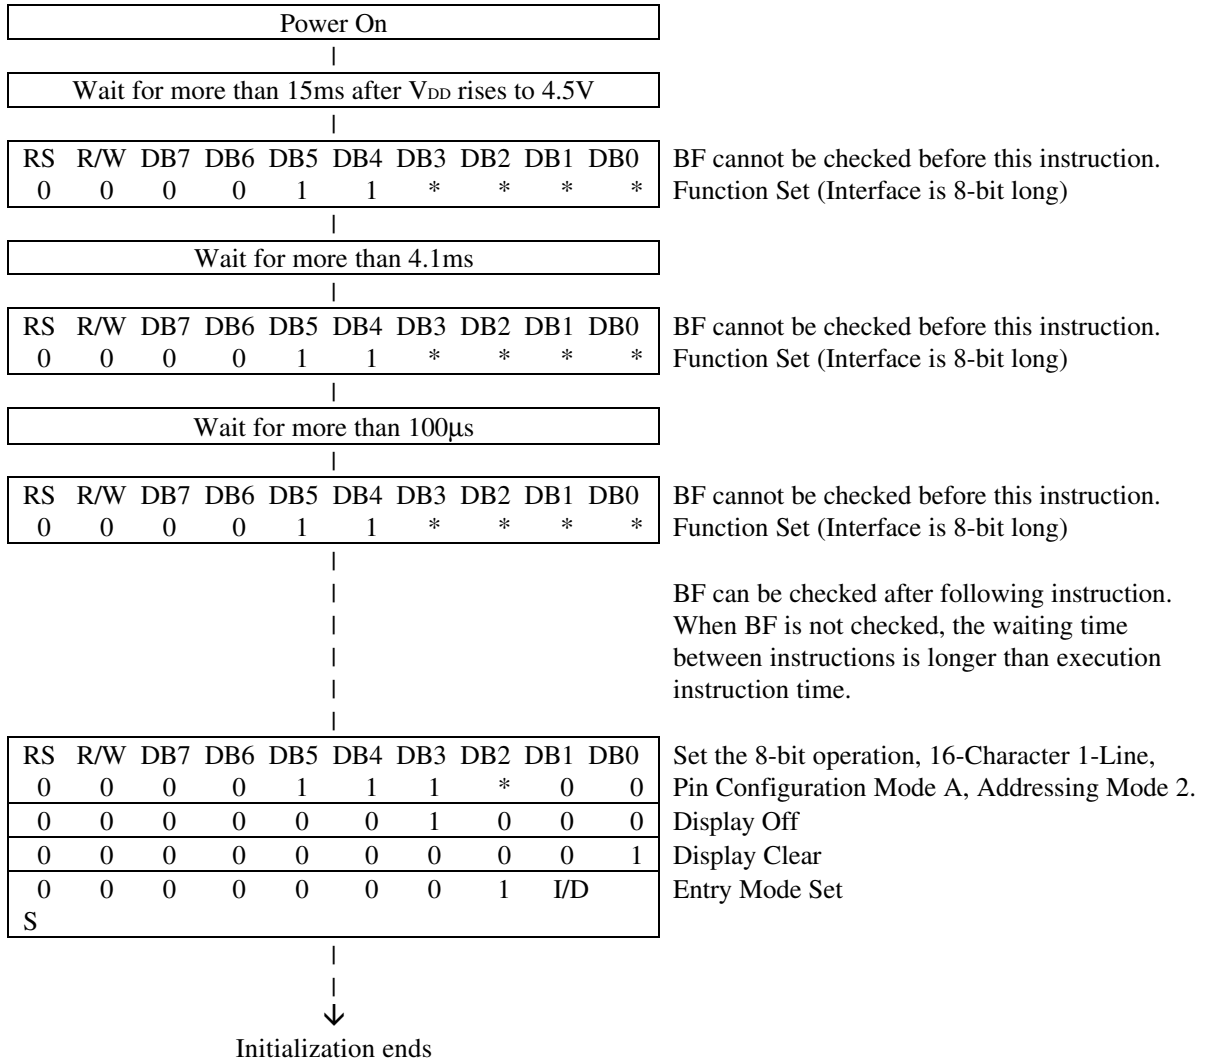 Power On
Wait for more than 15ms after VDD rises to 4.5V
RS R/W DB7 DB6 DB5 DB4 DB3 DB2 DB1 DB0 BF cannot be checked before this instruction.
0 0 0 0 1 1 * * * * Function Set (Interface is 8-bit long)
Wait for more than 4.1ms
RS R/W DB7 DB6 DB5 DB4 DB3 DB2 DB1 DB0 BF cannot be checked before this instruction.
0 0 0 0 1 1 * * * * Function Set (Interface is 8-bit long)
Wait for more than 100μs
RS R/W DB7 DB6 DB5 DB4 DB3 DB2 DB1 DB0 BF cannot be checked before this instruction.
0 0 0 0 1 1 * * * * Function Set (Interface is 8-bit long)
BF can be checked after following instruction.
When BF is not checked, the waiting time
between instructions is longer than execution
instruction time.
RS R/W DB7 DB6 DB5 DB4 DB3 DB2 DB1 DB0 Set the 8-bit operation, 16-Character 1-Line,
0 0 0 0 1 1 1 * 0 0 Pin Configuration Mode A, Addressing Mode 2.
0 0 0 0 0 0 1 0 0 0 Display Off
0 0 0 0 0 0 0 0 0 1 Display Clear
0 0 0 0 0 0 0 1 I/D Entry Mode Set
S
Initialization ends